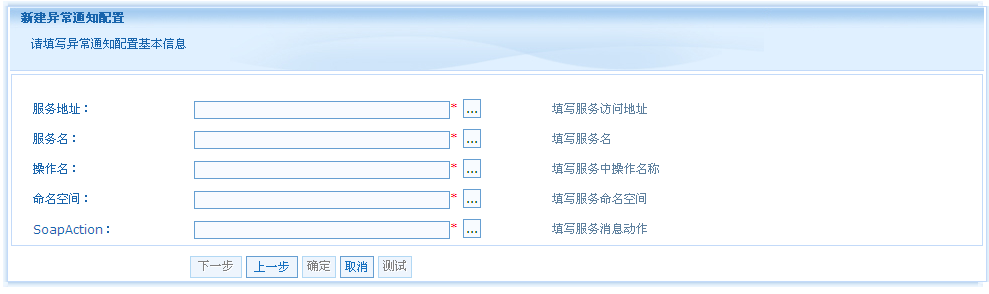 新建异常通知配置
请填写异常通知配置基本信息
服务地址： * ... 填写服务访问地址
服务名： * ... 填写服务名
操作名： * ... 填写服务中操作名称
命名空间： * ... 填写服务命名空间
SoapAction： * ... 填写服务消息动作
下一步 上一步 确定 取消 测试